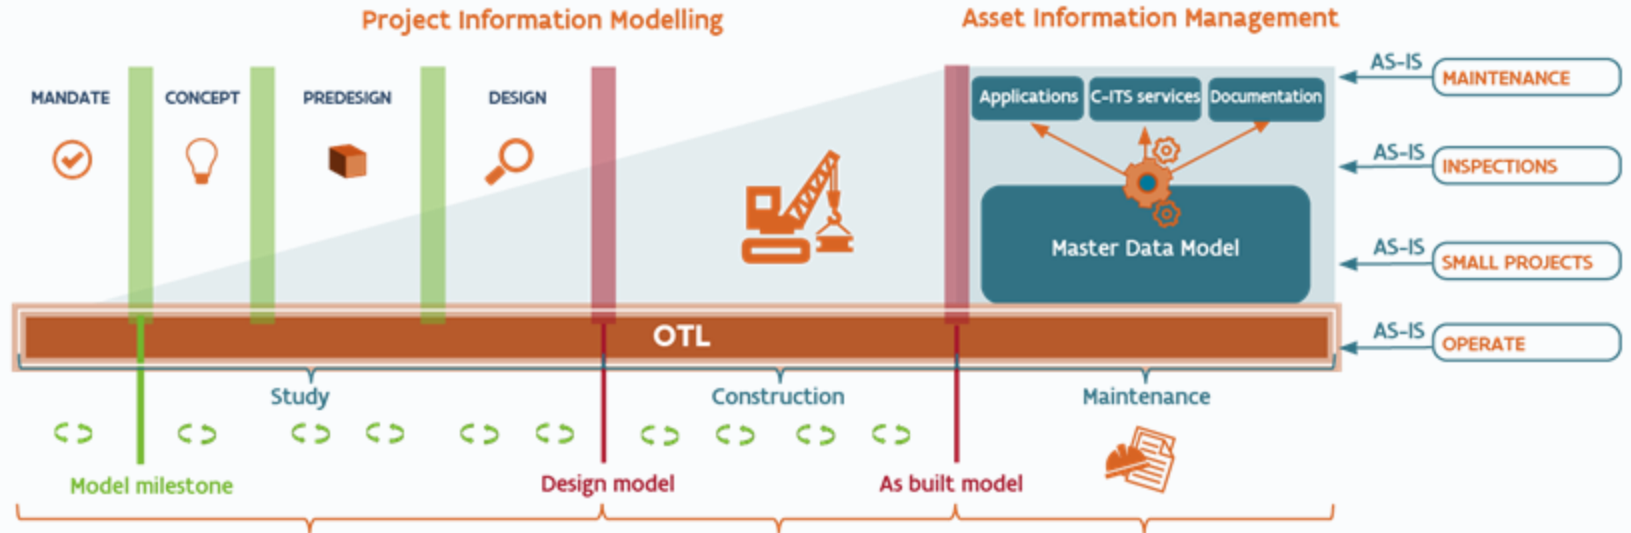 Project Information Modelling
Asset Information Management
MANDATE
CONCEPT
PREDESIGN
DESIGN
Applications
C-ITS services
Documentation
Master Data Model
AS-IS
MAINTENANCE
AS-IS
INSPECTIONS
AS-IS
SMALL PROJECTS
AS-IS
OPERATE
OTL
Study
Construction
Maintenance
Model milestone
Design model
As built model